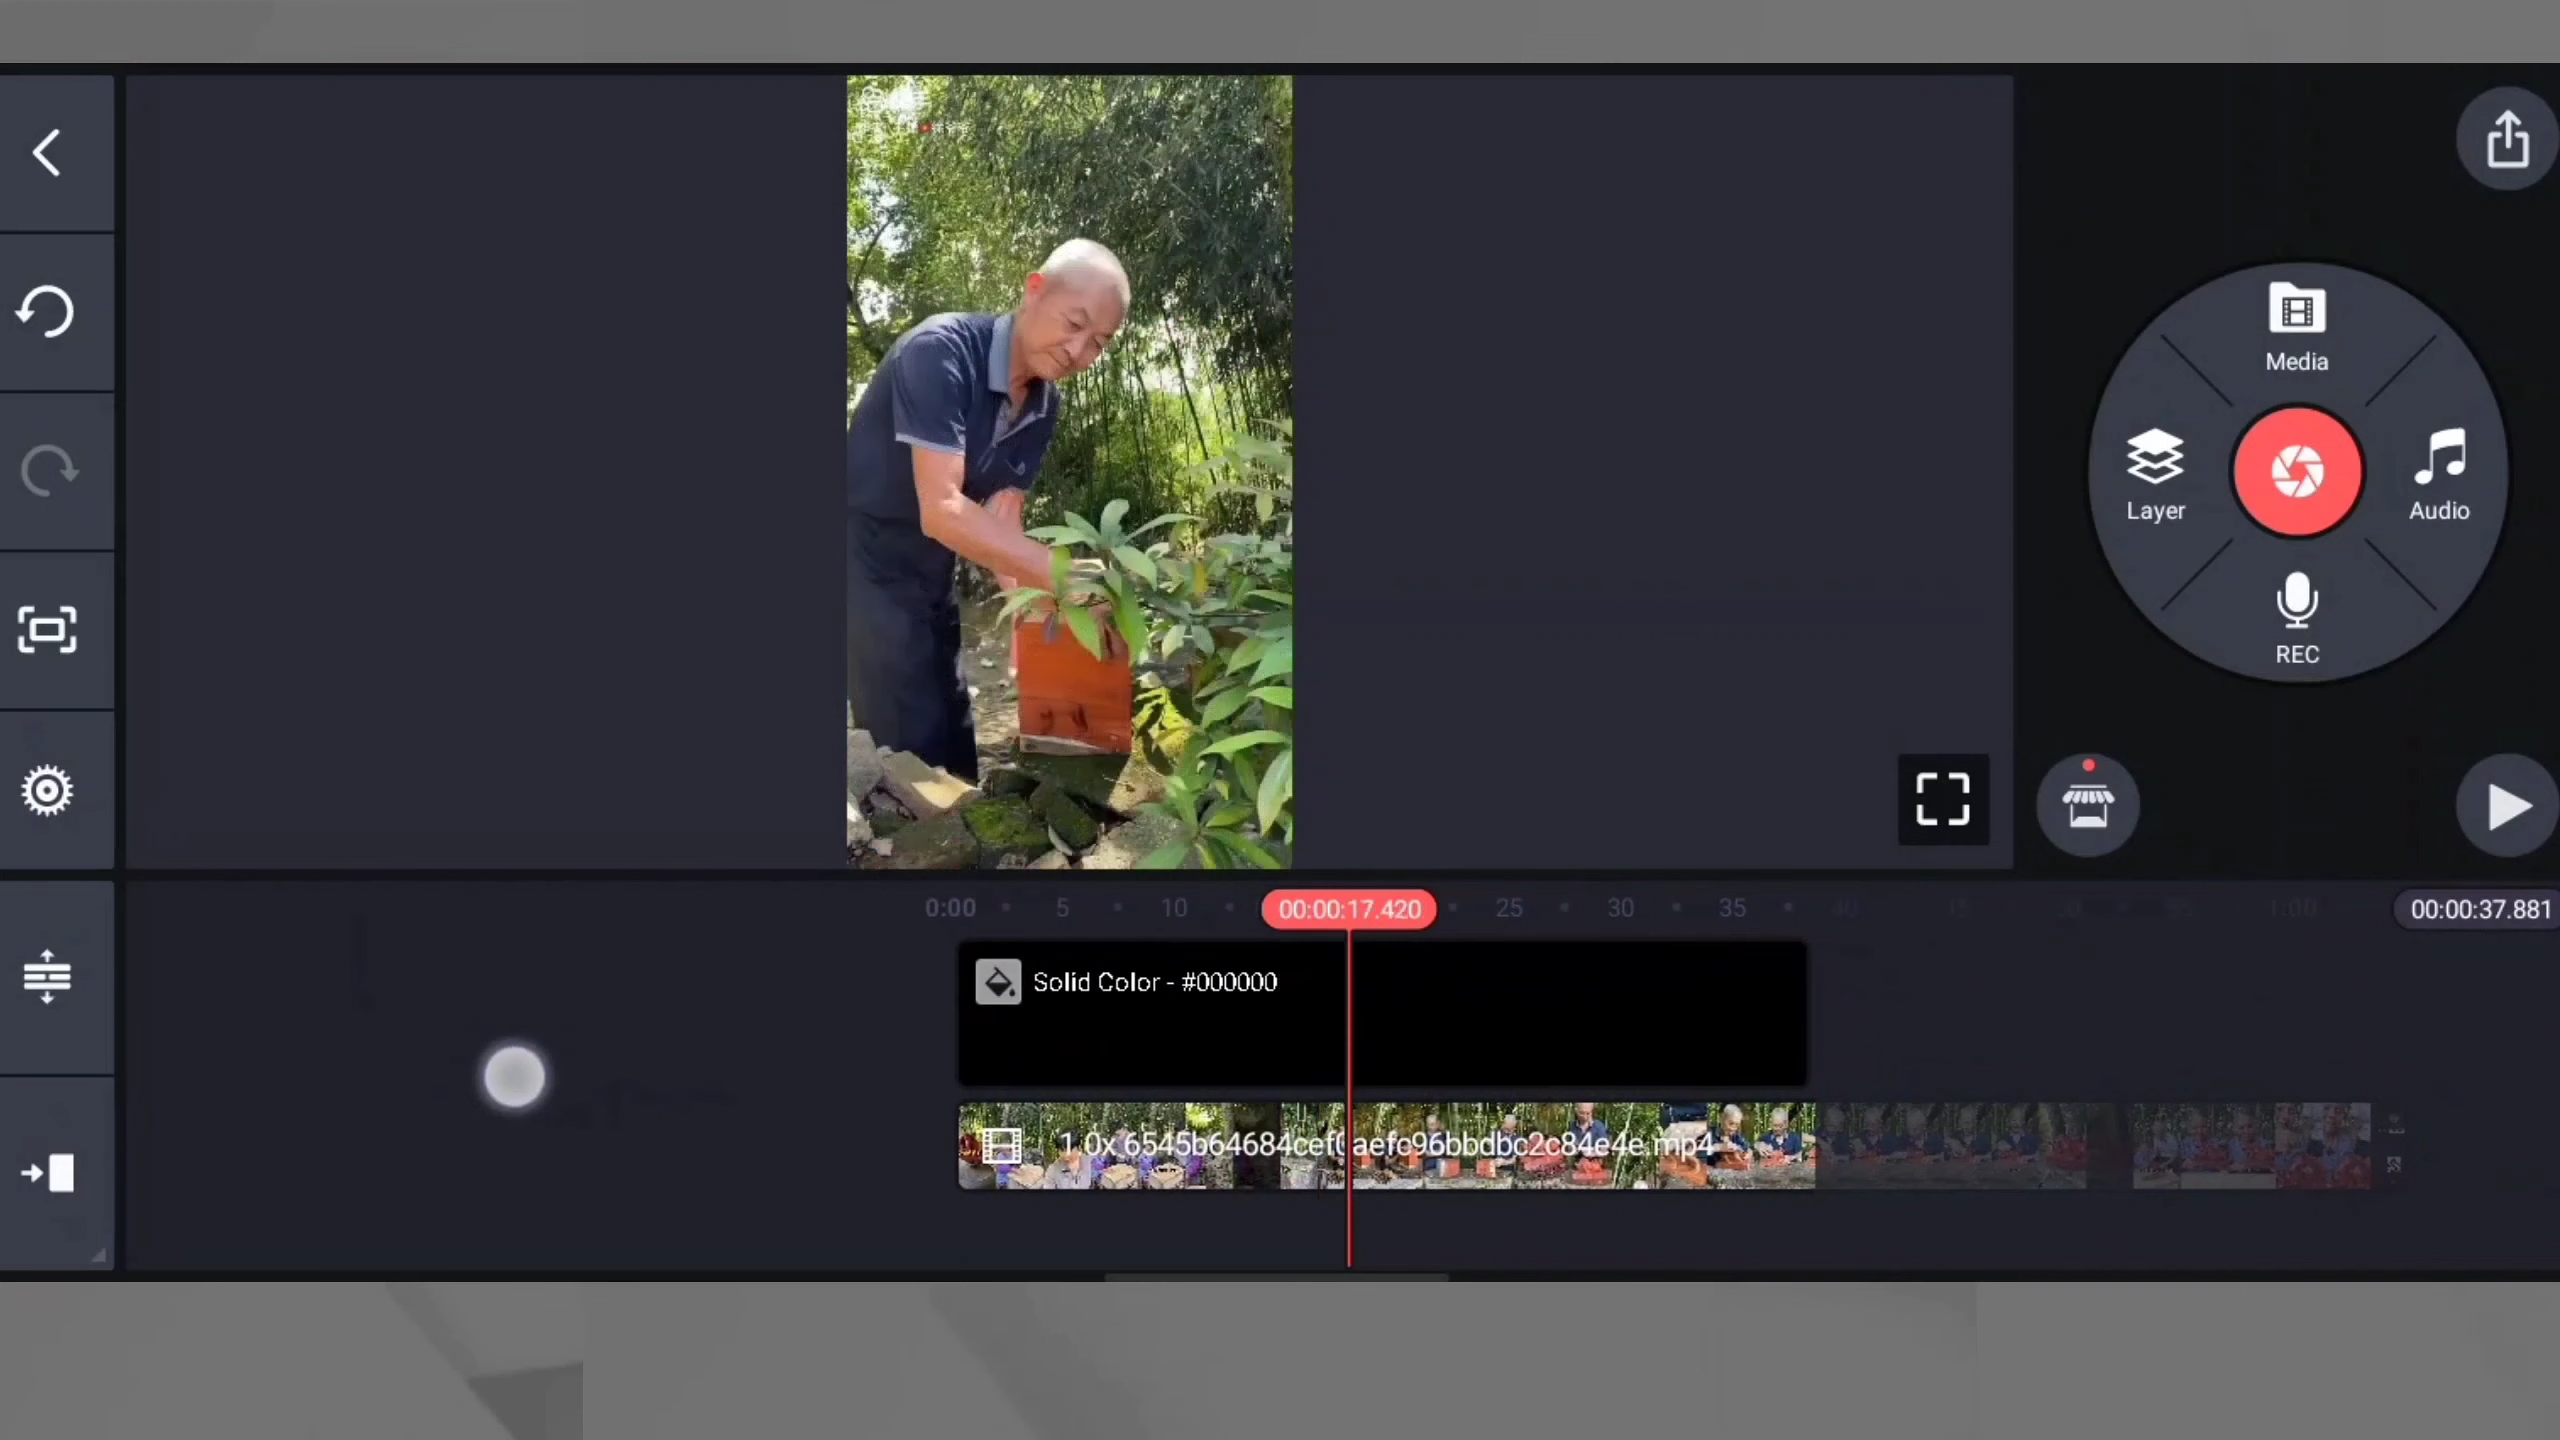 Media
Layer
Audio
REC
0:00
5
10
00:00:17.420
25
30
35
00:00:37.881
Solid Color - #000000
1.0x 6545b64684cef0aefc96bbdbc2c84e4e.mp4